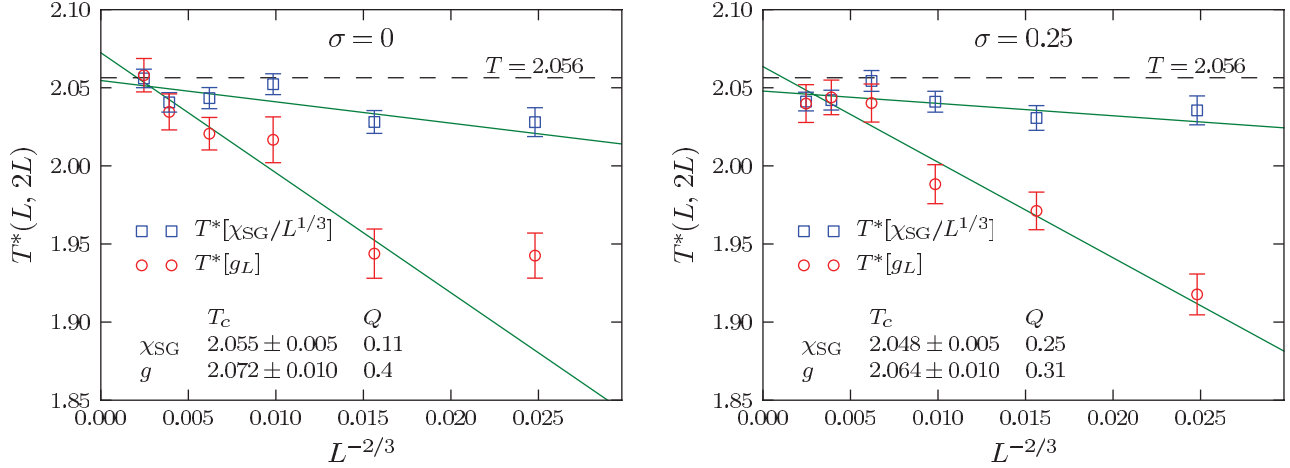 2.10
2.05
2.00
1.95
1.90
1.85
T*(L, 2L)
σ = 0
T = 2.056
T*[χSG/L^{1/3}]
T*[g_L]
T_c Q
χSG 2.055 ± 0.005 0.11
g 2.072 ± 0.010 0.4
0.000 0.005 0.010 0.015 0.020 0.025
L^{−2/3}
2.10
2.05
2.00
1.95
1.90
1.85
T*(L, 2L)
σ = 0.25
T = 2.056
T*[χSG/L^{1/3}]
T*[g_L]
T_c Q
χSG 2.048 ± 0.005 0.25
g 2.064 ± 0.010 0.31
0.000 0.005 0.010 0.015 0.020 0.025
L^{−2/3}